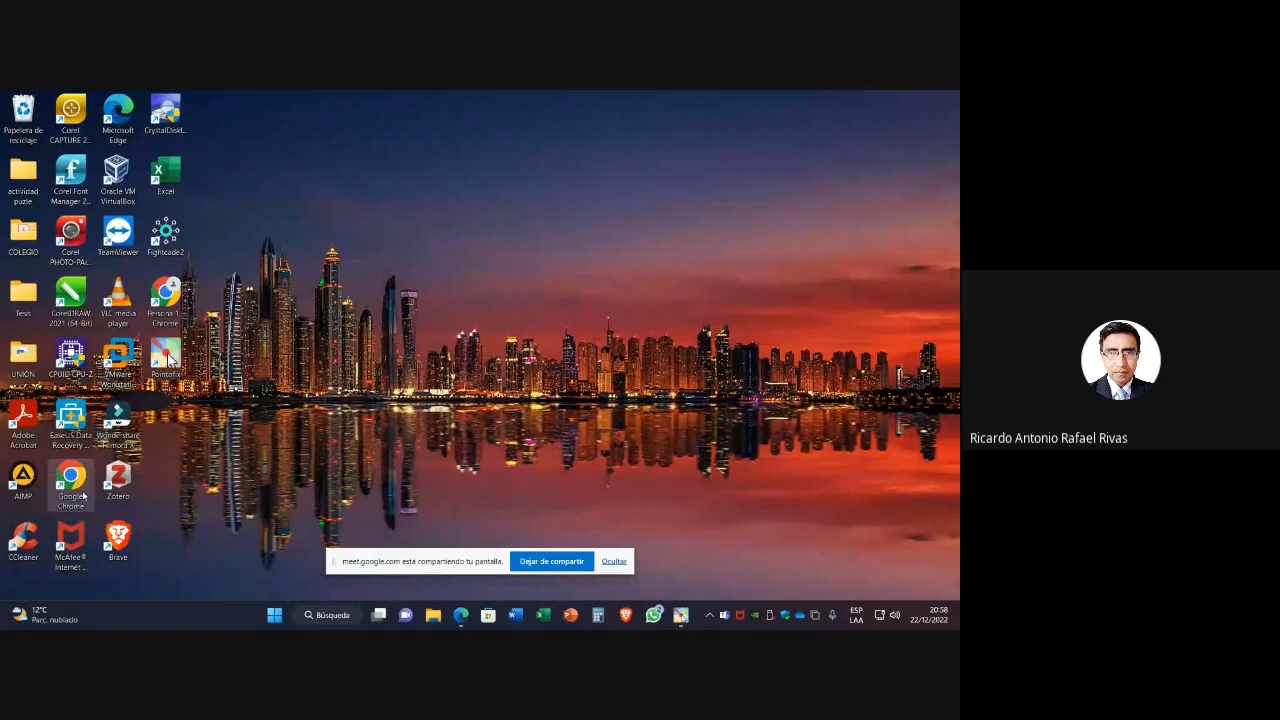 Papelera de
reciclaje
Corel
CAPTURE 2...
Microsoft
Edge
CrystalDiskI...
actividad
puzle
Corel Font
Manager 2...
Oracle VM
VirtualBox
Excel
COLEGIO
Corel
PHOTO-PAI...
TeamViewer
Fightcade2
Tesis
CorelDRAW
2021 (64-Bit)
VLC media
player
Persona 1 -
Chrome
UNIÓN
CPUID CPU-Z
VMware
Workstati...
Pointofix
Adobe
Acrobat
EaseUS Data
Recovery ...
Wondershare
Filmora X
AIMP
Google
Chrome
Zotero
CCleaner
McAfee®
Internet ...
Brave
meet.google.com está compartiendo tu pantalla.
Dejar de compartir
Ocultar
Ricardo Antonio Rafael Rivas
12°C
Parc. nublado
Búsqueda
2
ESP
LAA
20:58
22/12/2022